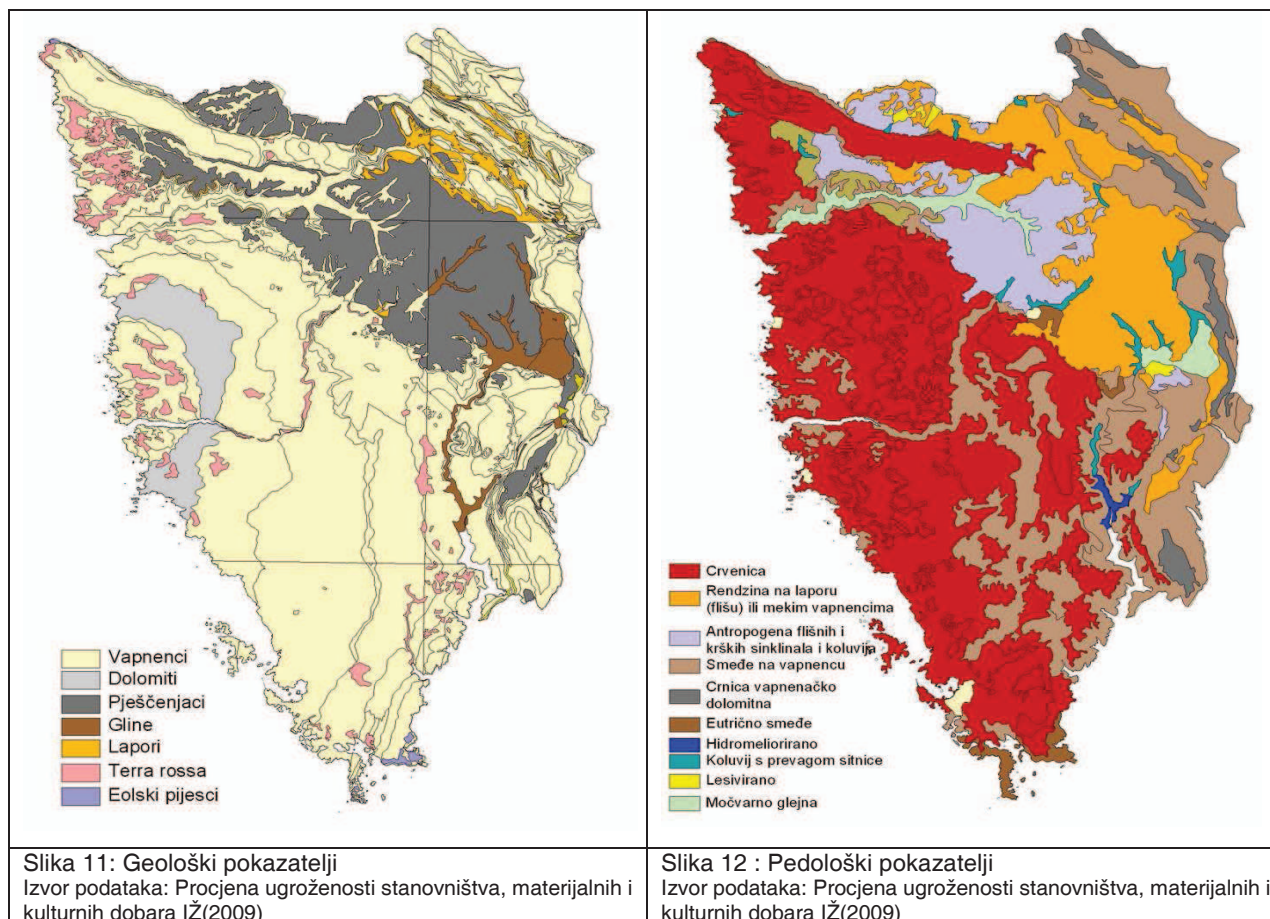 Vapnenci
Dolomiti
Pješčenjaci
Gline
Lapori
Terra rossa
Eolski pijesci
Crvenica
Rendzina na laporu
(flišu) ili mekim vapnencima
Antropogena flišnih i
krških sinklinala i koluvija
Smeđe na vapnencu
Crnica vapnenačko
dolomitna
Eutrično smeđe
Hidromeliorirano
Koluvij s prevagom sitnice
Lesivirano
Močvarno glejna
Slika 11: Geološki pokazatelji
Izvor podataka: Procjena ugroženosti stanovništva, materijalnih i
kulturnih dobara IŽ(2009)
Slika 12 : Pedološki pokazatelji
Izvor podataka: Procjena ugroženosti stanovništva, materijalnih i
kulturnih dobara IŽ(2009)